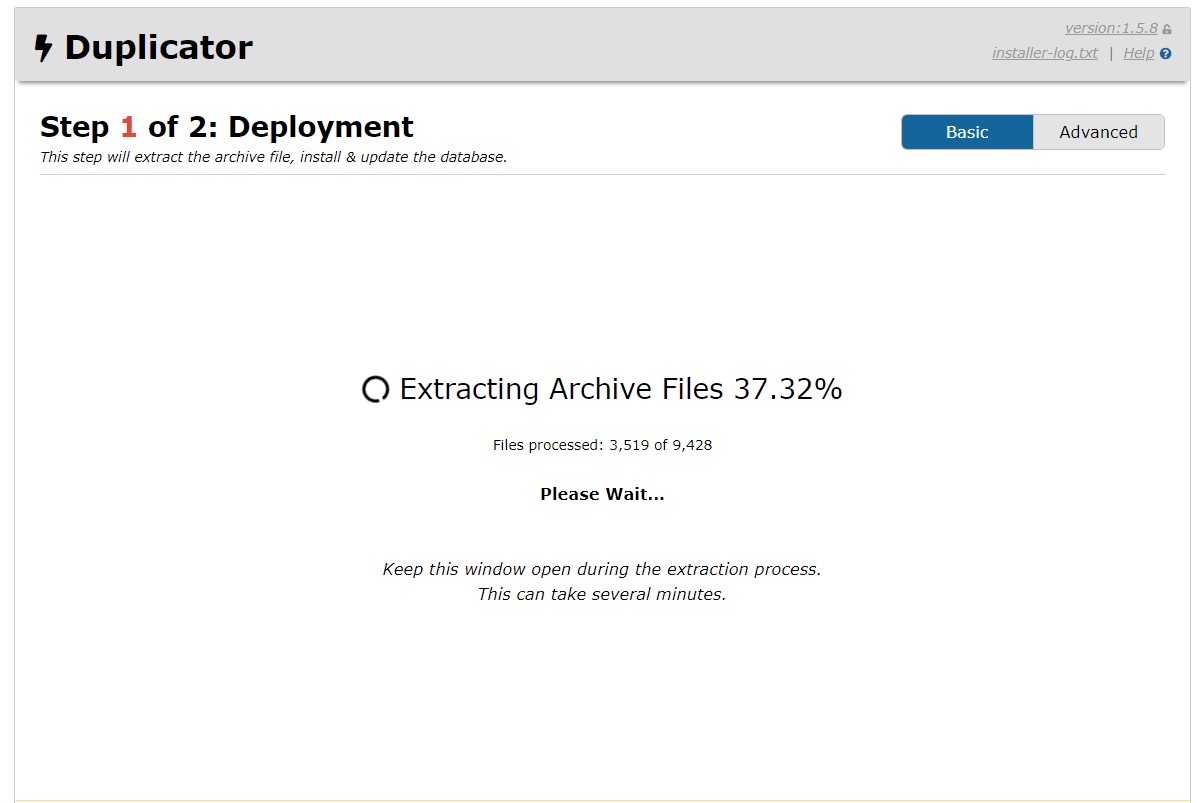 Duplicator
version:1.5.8
installer-log.txt | Help
Step 1 of 2: Deployment
Basic
Advanced
This step will extract the archive file, install & update the database.
Extracting Archive Files 37.32%
Files processed: 3,519 of 9,428
Please Wait...
Keep this window open during the extraction process.
This can take several minutes.